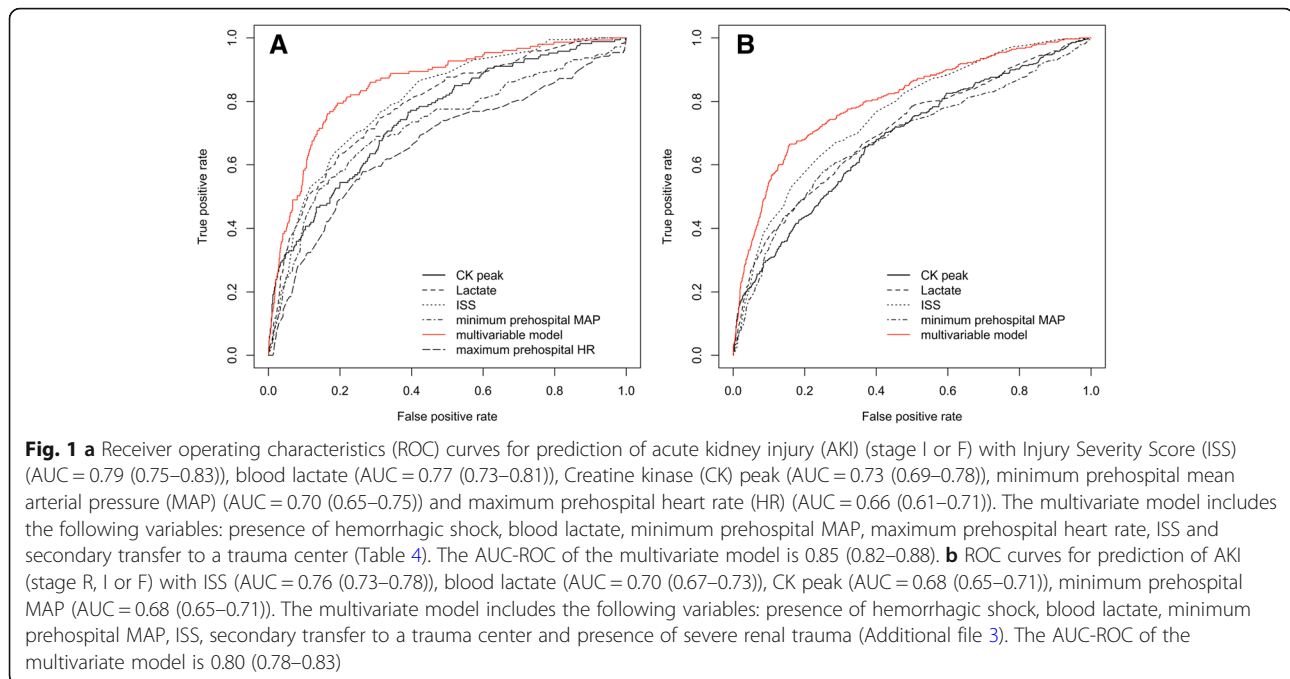 A
True positive rate
1.0
0.8
0.6
0.4
0.2
0.0
CK peak
Lactate
ISS
minimum prehospital MAP
multivariable model
maximum prehospital HR
0.0 0.2 0.4 0.6 0.8 1.0
False positive rate
B
True positive rate
1.0
0.8
0.6
0.4
0.2
0.0
CK peak
Lactate
ISS
minimum prehospital MAP
multivariable model
0.0 0.2 0.4 0.6 0.8 1.0
False positive rate
Fig. 1 a Receiver operating characteristics (ROC) curves for prediction of acute kidney injury (AKI) (stage I or F) with Injury Severity Score (ISS)
(AUC = 0.79 (0.75–0.83)), blood lactate (AUC = 0.77 (0.73–0.81)), Creatine kinase (CK) peak (AUC = 0.73 (0.69–0.78)), minimum prehospital mean
arterial pressure (MAP) (AUC = 0.70 (0.65–0.75)) and maximum prehospital heart rate (HR) (AUC = 0.66 (0.61–0.71)). The multivariate model includes
the following variables: presence of hemorrhagic shock, blood lactate, minimum prehospital MAP, maximum prehospital heart rate, ISS and
secondary transfer to a trauma center (Table 4). The AUC-ROC of the multivariate model is 0.85 (0.82–0.88). b ROC curves for prediction of AKI
(stage R, I or F) with ISS (AUC = 0.76 (0.73–0.78)), blood lactate (AUC = 0.70 (0.67–0.73)), CK peak (AUC = 0.68 (0.65–0.71)), minimum prehospital
MAP (AUC = 0.68 (0.65–0.71)). The multivariate model includes the following variables: presence of hemorrhagic shock, blood lactate, minimum
prehospital MAP, ISS, secondary transfer to a trauma center and presence of severe renal trauma (Additional file 3). The AUC-ROC of the
multivariate model is 0.80 (0.78–0.83)